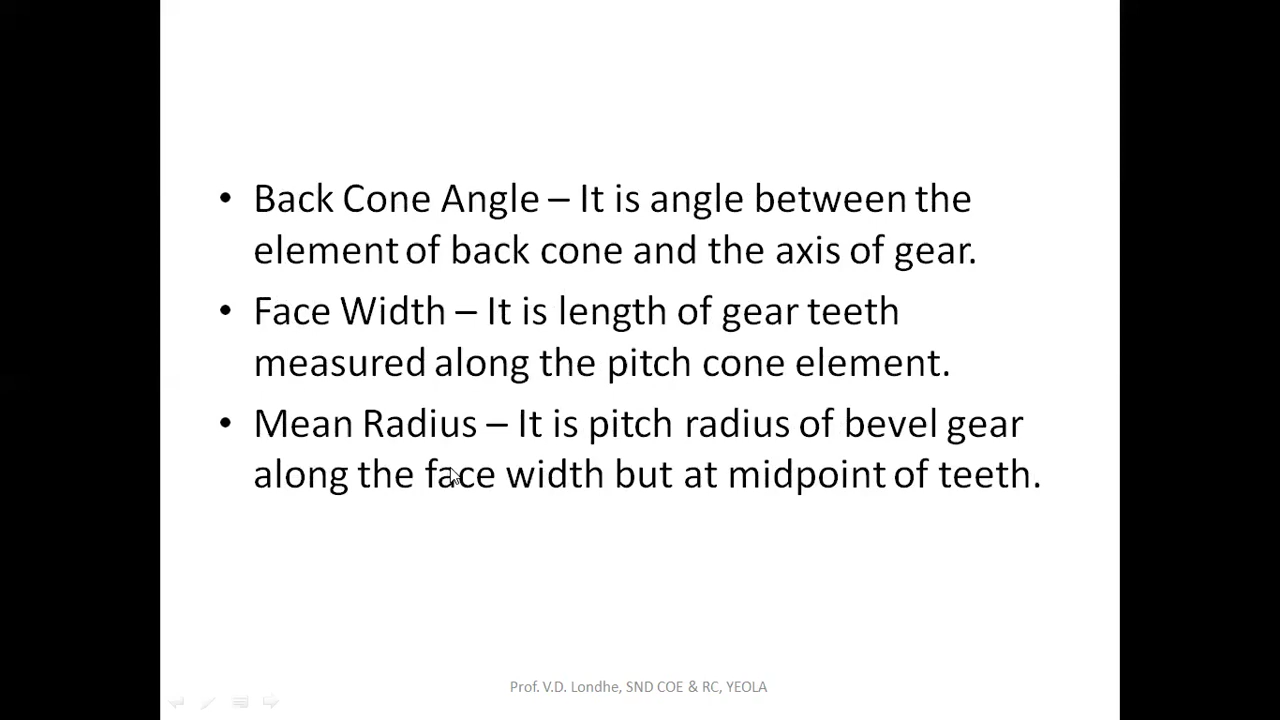 • Back Cone Angle – It is angle between the
element of back cone and the axis of gear.
• Face Width – It is length of gear teeth
measured along the pitch cone element.
• Mean Radius – It is pitch radius of bevel gear
along the face width but at midpoint of teeth.
Prof. V.D. Londhe, SND COE & RC, YEOLA